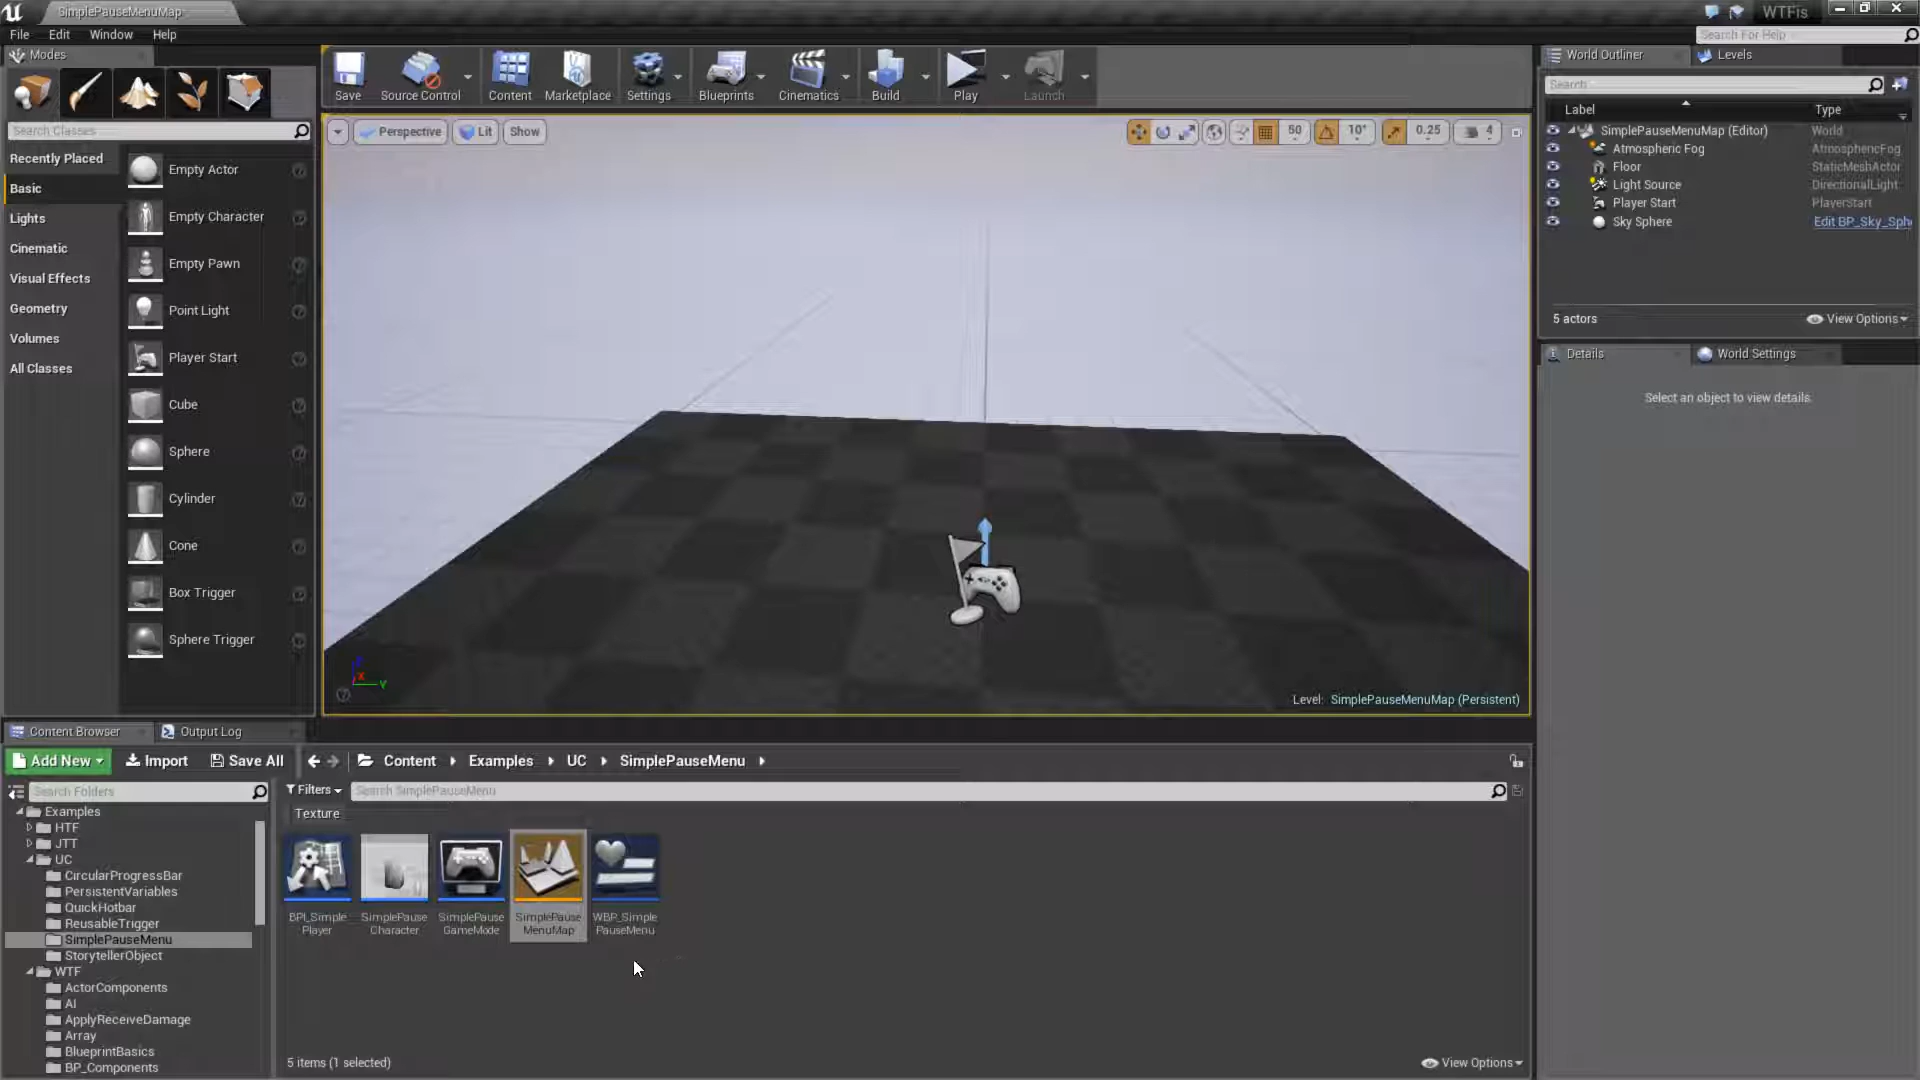 SimplePauseMenuMap
WTFis
File Edit Window Help
Search For Help
Modes
Save
Source Control
Content
Marketplace
Settings
Blueprints
Cinematics
Build
Play
Launch
World Outliner
Levels
Search Classes
Perspective
Lit
Show
50
10°
0.25
4
Search
Label
Type
Recently Placed
Basic
Lights
Cinematic
Visual Effects
Geometry
Volumes
All Classes
Empty Actor
Empty Character
Empty Pawn
Point Light
Player Start
Cube
Sphere
Cylinder
Cone
Box Trigger
Sphere Trigger
SimplePauseMenuMap (Editor) World
Atmospheric Fog AtmosphericFog
Floor StaticMeshActor
Light Source DirectionalLight
Player Start PlayerStart
Sky Sphere Edit BP_Sky_Sph
5 actors
View Options
Details
World Settings
Select an object to view details.
Z
X
Y
Level: SimplePauseMenuMap (Persistent)
Content Browser
Output Log
Add New
Import
Save All
Content
Examples
UC
SimplePauseMenu
Search Folders
Filters
Search SimplePauseMenu
Texture
Examples
HTF
JTT
UC
CircularProgressBar
PersistentVariables
QuickHotbar
ReusableTrigger
SimplePauseMenu
StorytellerObject
WTF
ActorComponents
AI
ApplyReceiveDamage
Array
BlueprintBasics
BP_Components
BPI_Simple
Player
SimplePause
Character
SimplePause
GameMode
SimplePause
MenuMap
WBP_Simple
PauseMenu
5 items (1 selected)
View Options